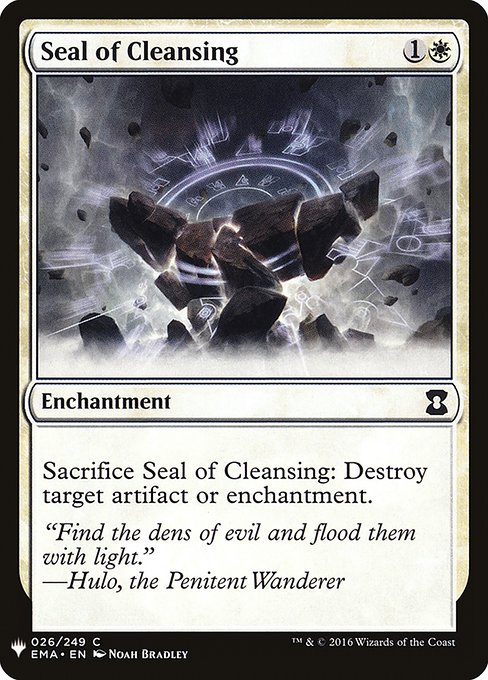 Seal of Cleansing 1
Enchantment
Sacrifice Seal of Cleansing: Destroy
target artifact or enchantment.
“Find the dens of evil and flood them
with light.”
—Hulo, the Penitent Wanderer
026/249 C
EMA • EN Noah Bradley
™ & © 2016 Wizards of the Coast